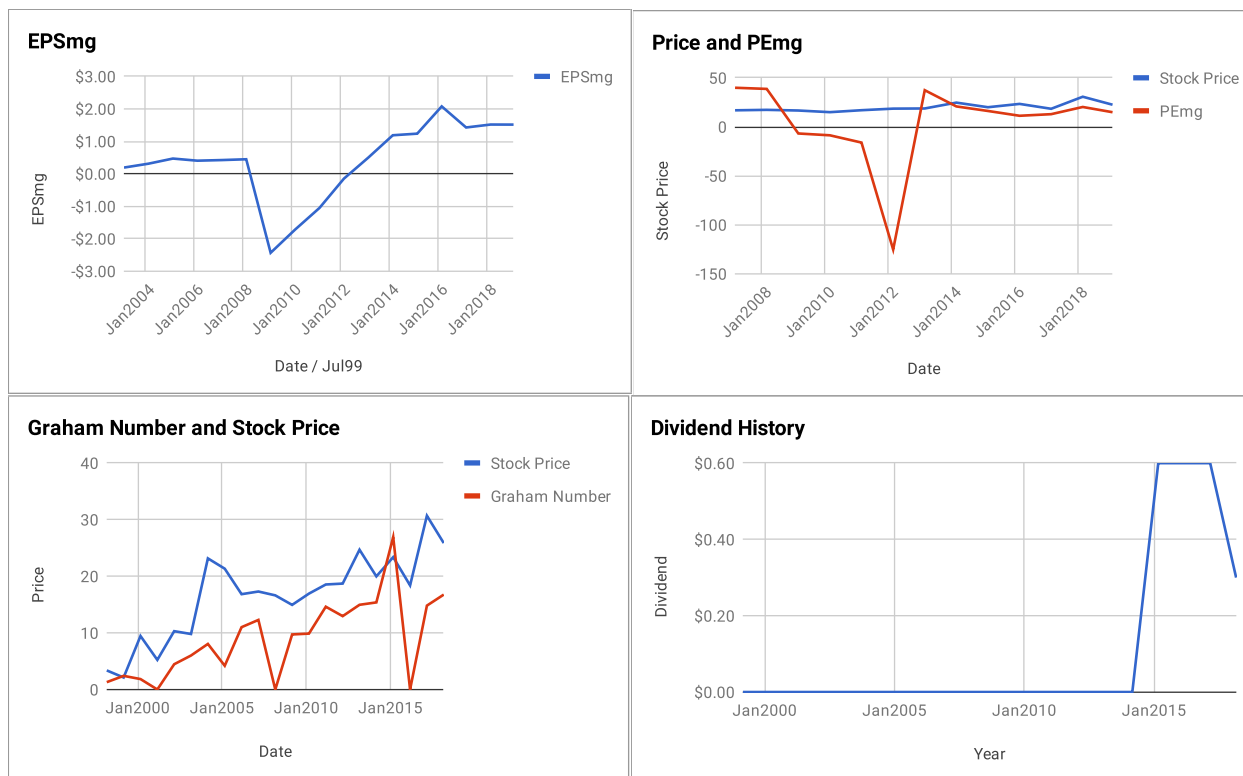 EPSmg
$3.00
$2.00
$1.00
$0.00
-$1.00
-$2.00
-$3.00
EPSmg
Jan2004
Jan2006
Jan2008
Jan2010
Jan2012
Jan2014
Jan2016
Jan2018
Date / Jul99
EPSmg
Price and PEmg
50
0
-50
-100
-150
Stock Price
Jan2008
Jan2010
Jan2012
Jan2014
Jan2016
Jan2018
Date
Stock Price
PEmg
Graham Number and Stock Price
40
30
20
10
0
Price
Jan2000
Jan2005
Jan2010
Jan2015
Date
Stock Price
Graham Number
Dividend History
$0.60
$0.40
$0.20
$0.00
Dividend
Jan2000
Jan2005
Jan2010
Jan2015
Year